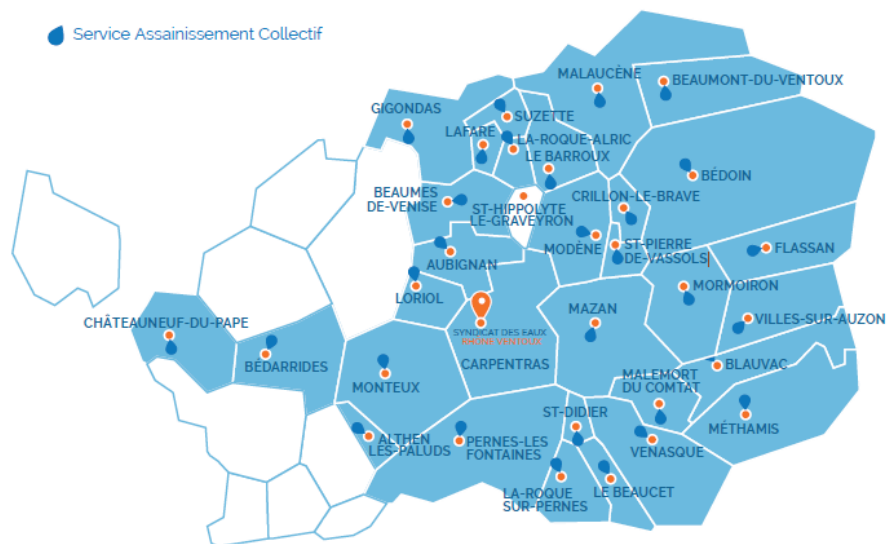 Service Assainissement Collectif
MALAUCÈNE
BEAUMONT-DU-VENTOUX
GIGONDAS
SUZETTE
LAFARE
LA-ROQUE-ALRIC
LE BARROUX
BÉDOIN
BEAUMES
DE-VENISE
ST-HIPPOLYTE
LE-GRAVEYRON
CRILLON-LE-BRAVE
MODÈNE
ST-PIERRE
DE-VASSOLS
FLASSAN
AUBIGNAN
LORIOL
MORMOIRON
CHÂTEAUNEUF-DU-PAPE
SYNDICAT DES EAUX
RHÔNE VENTOUX
MAZAN
VILLES-SUR-AUZON
BÉDARRIDES
CARPENTRAS
BLAUVAC
MONTEUX
MALEMORT
DU COMTAT
ST-DIDIER
MÉTHAMIS
ALTHEN
LES-PALUDS
PERNES-LES
FONTAINES
VENASQUE
LA-ROQUE
SUR-PERNES
LE BEAUCET